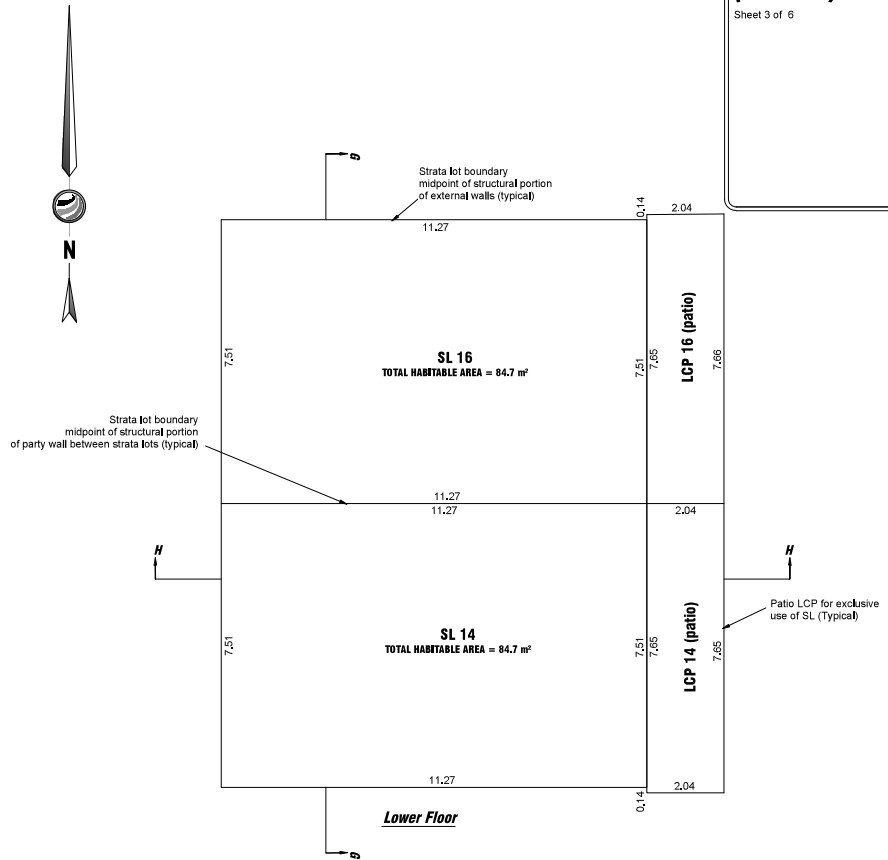 Sheet 3 of 6
N
G
Strata lot boundary
midpoint of structural portion
of external walls (typical)
0.14
2.04
11.27
7.51
SL 16
TOTAL HABITABLE AREA = 84.7 m²
7.51
7.65
LCP 16 (patio)
7.66
Strata lot boundary
midpoint of structural portion
of party wall between strata lots (typical)
11.27
11.27
2.04
H
H
Patio LCP for exclusive
use of SL (Typical)
7.51
SL 14
TOTAL HABITABLE AREA = 84.7 m²
7.51
7.65
LCP 14 (patio)
7.65
11.27
2.04
0.14
Lower Floor
G